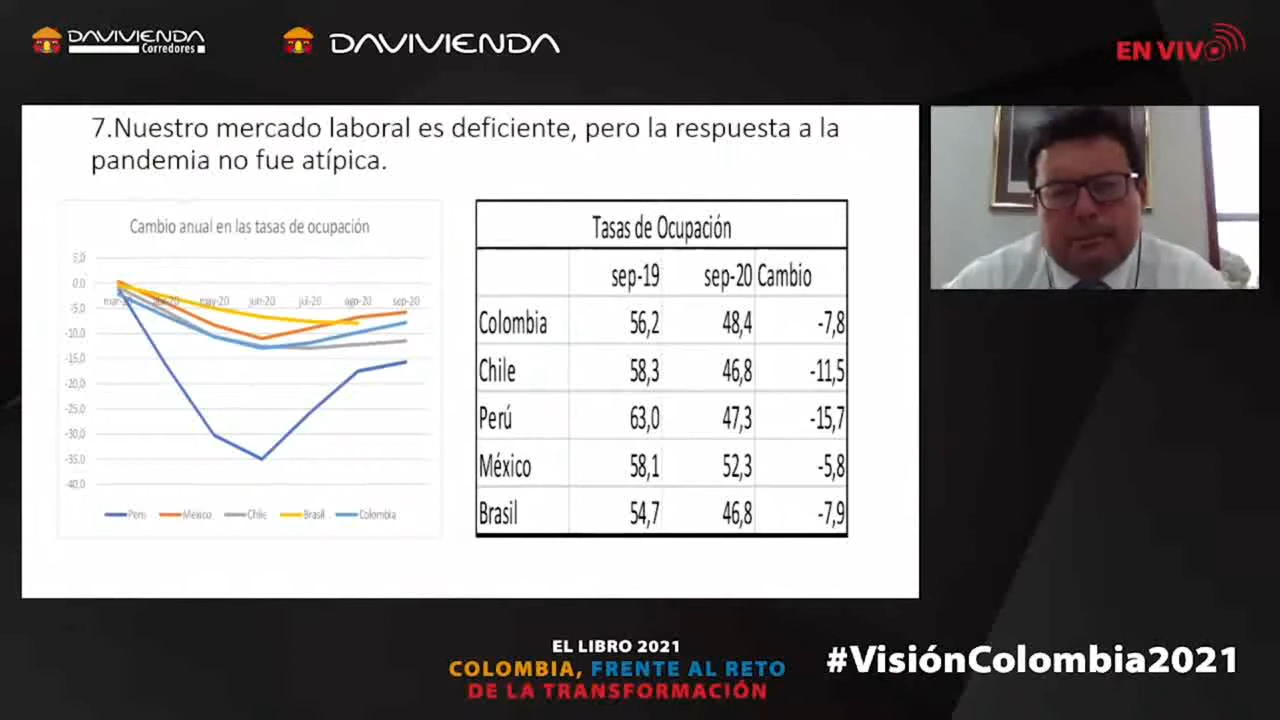 DAVIVIENDA
Corredores
DAVIVIENDA
EN VIVO
7.Nuestro mercado laboral es deficiente, pero la respuesta a la
pandemia no fue atípica.
Cambio anual en las tasas de ocupación
5,0
0,0
-5,0
-10,0
-15,0
-20,0
-25,0
-30,0
-35,0
-40,0
may-20 jun-20 jul-20 ago-20 sep-20
Peru Mexico Chile Brasil Colombia
Tasas de Ocupación
sep-19 sep-20 Cambio
Colombia 56,2 48,4 -7,8
Chile 58,3 46,8 -11,5
Perú 63,0 47,3 -15,7
México 58,1 52,3 -5,8
Brasil 54,7 46,8 -7,9
EL LIBRO 2021
COLOMBIA, FRENTE AL RETO
DE LA TRANSFORMACIÓN
#VisiónColombia2021